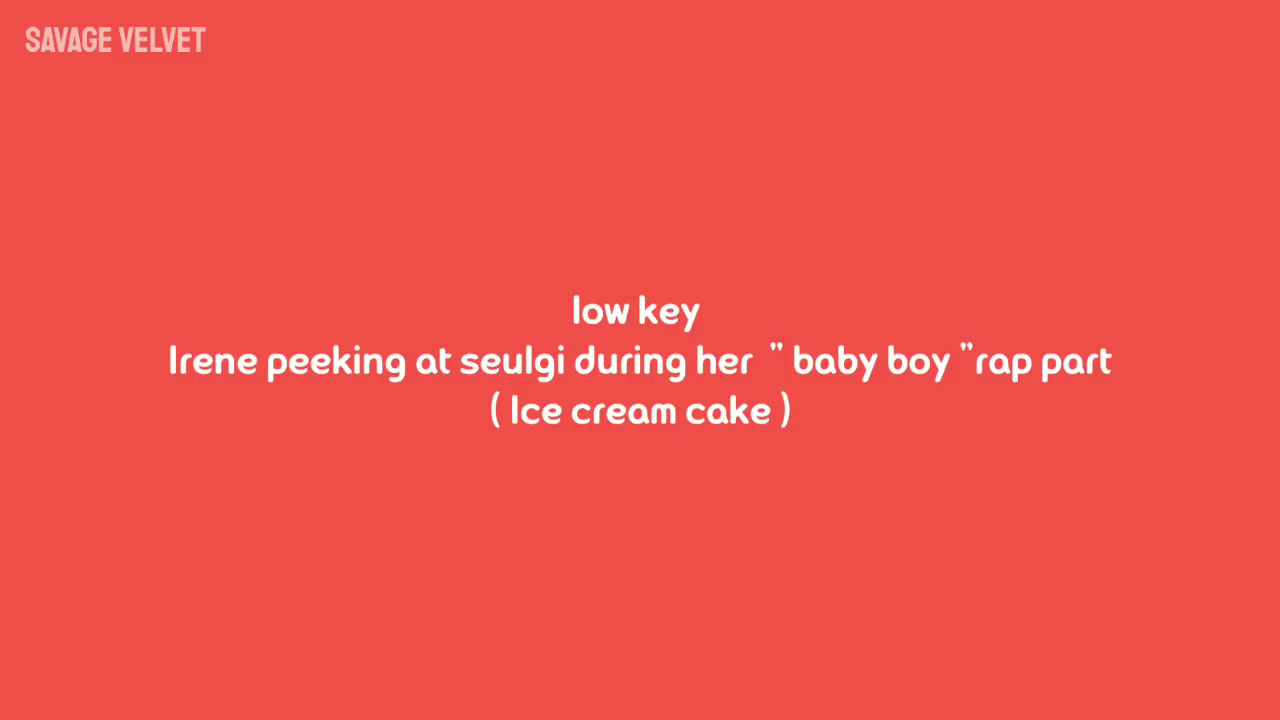 SAVAGE VELVET
low key
Irene peeking at seulgi during her " baby boy "rap part
( Ice cream cake )